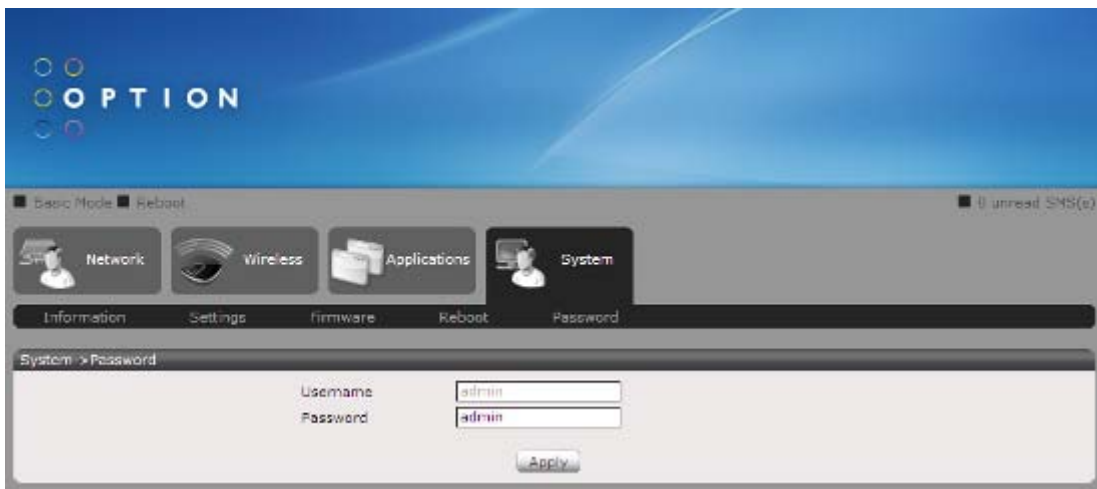 OPTION
Basic Mode Reboot
0 unread SMS(s)
Network Wireless Applications System
Information Settings Firmware Reboot Password
System->Password
Username admin
Password admin
Apply